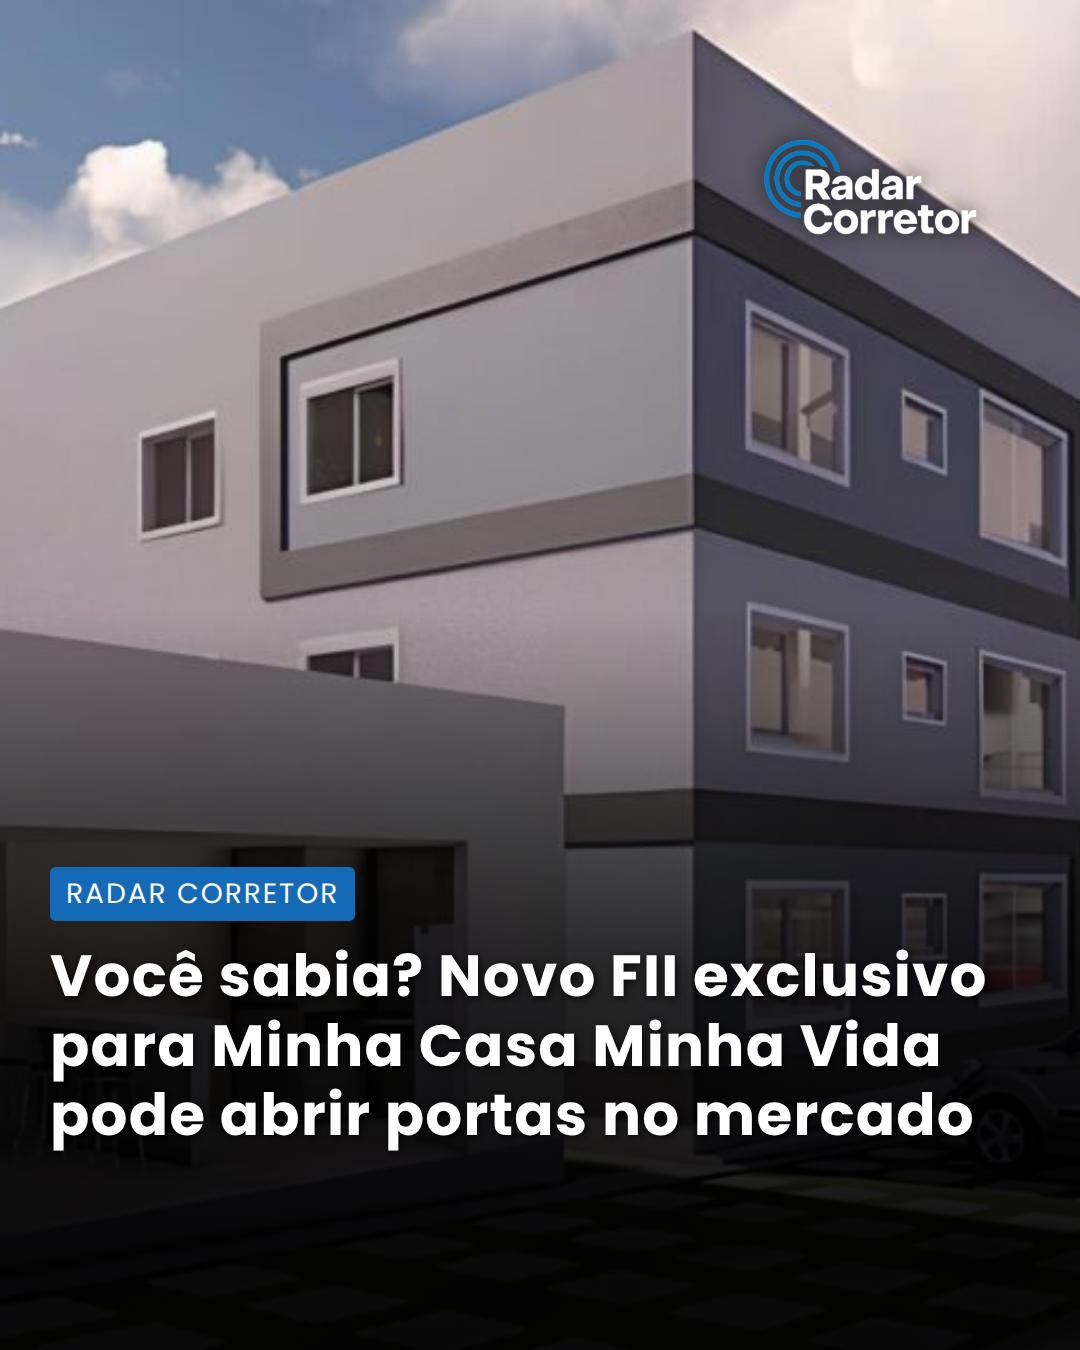 Radar
Corretor
RADAR CORRETOR
Você sabia? Novo FII exclusivo
para Minha Casa Minha Vida
pode abrir portas no mercado